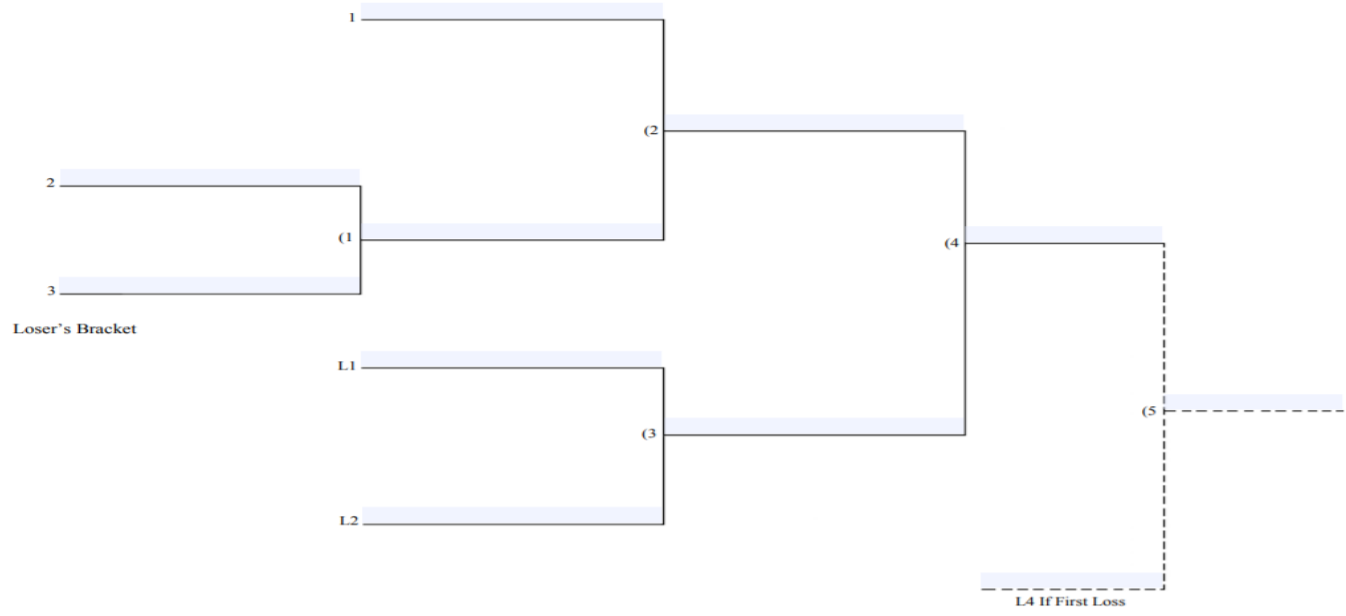 1
(2
2
(1
(4
3
Loser's Bracket
L1
(5
(3
L2
L4 If First Loss